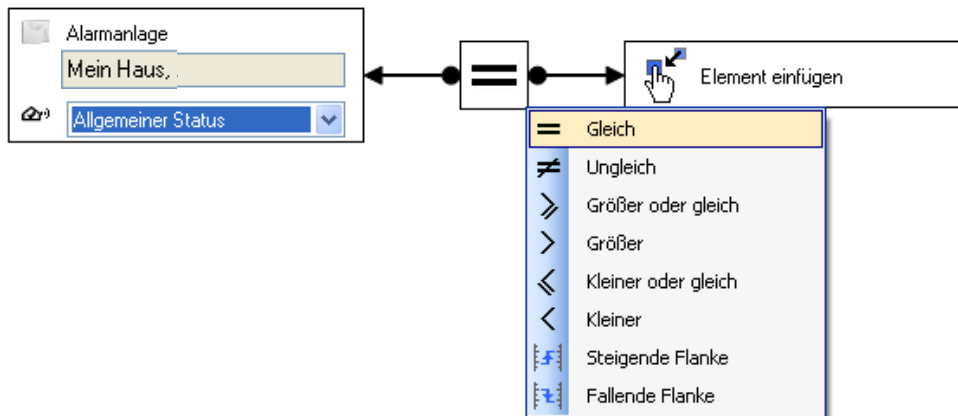 Alarmanlage
Mein Haus, .
Allgemeiner Status
=
Element einfügen
= Gleich
≠ Ungleich
Größer oder gleich
> Größer
Kleiner oder gleich
< Kleiner
Steigende Flanke
Fallende Flanke